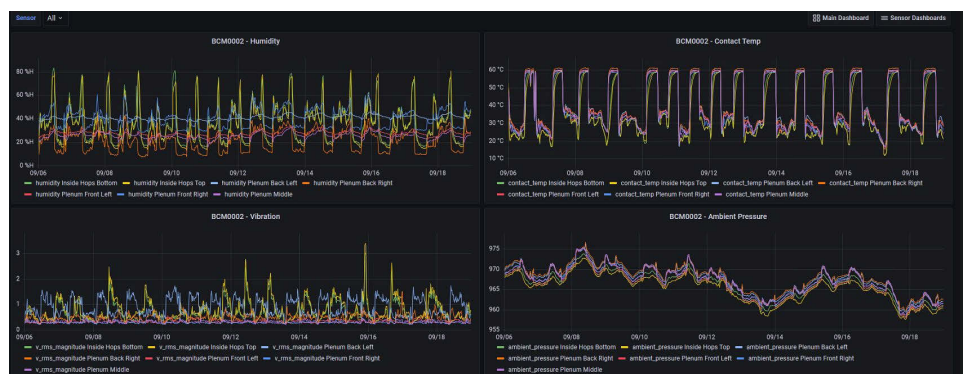 Sensor All Main Dashboard Sensor Dashboards
BCM0002 - Humidity
80 %H
60 %H
40 %H
20 %H
0 %H
09/06 09/08 09/10 09/12 09/14 09/16 09/18
humidity Inside Hops Bottom humidity Inside Hops Top humidity Plenum Back Left humidity Plenum Back Right
humidity Plenum Front Left humidity Plenum Front Right humidity Plenum Middle
BCM0002 - Contact Temp
60 °C
50 °C
40 °C
30 °C
20 °C
10 °C
09/06 09/08 09/10 09/12 09/14 09/16 09/18
contact_temp Inside Hops Bottom contact_temp Inside Hops Top contact_temp Plenum Back Left contact_temp Plenum Back Right
contact_temp Plenum Front Left contact_temp Plenum Front Right contact_temp Plenum Middle
BCM0002 - Vibration
3
2
1
0
09/06 09/08 09/10 09/12 09/14 09/16 09/18
v_rms_magnitude Inside Hops Bottom v_rms_magnitude Inside Hops Top v_rms_magnitude Plenum Back Left
v_rms_magnitude Plenum Back Right v_rms_magnitude Plenum Front Left v_rms_magnitude Plenum Front Right
v_rms_magnitude Plenum Middle
BCM0002 - Ambient Pressure
975
970
965
960
955
09/06 09/08 09/10 09/12 09/14 09/16 09/18
ambient_pressure Inside Hops Bottom ambient_pressure Inside Hops Top ambient_pressure Plenum Back Left
ambient_pressure Plenum Back Right ambient_pressure Plenum Front Left ambient_pressure Plenum Front Right
ambient_pressure Plenum Middle